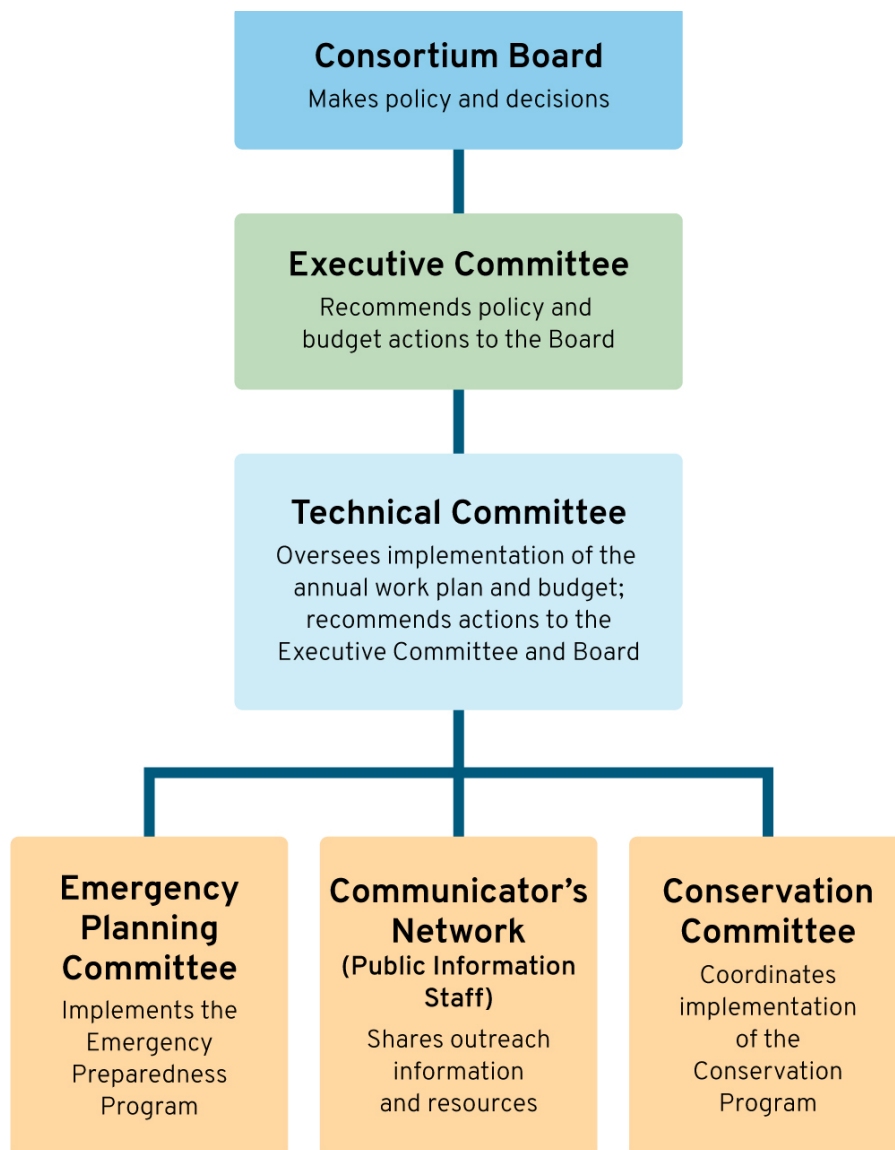 Consortium Board
Makes policy and decisions
Executive Committee
Recommends policy and
budget actions to the Board
Technical Committee
Oversees implementation of the
annual work plan and budget;
recommends actions to the
Executive Committee and Board
Emergency
Planning
Committee
Implements the
Emergency
Preparedness
Program
Communicator’s
Network
(Public Information
Staff)
Shares outreach
information
and resources
Conservation
Committee
Coordinates
implementation
of the
Conservation
Program